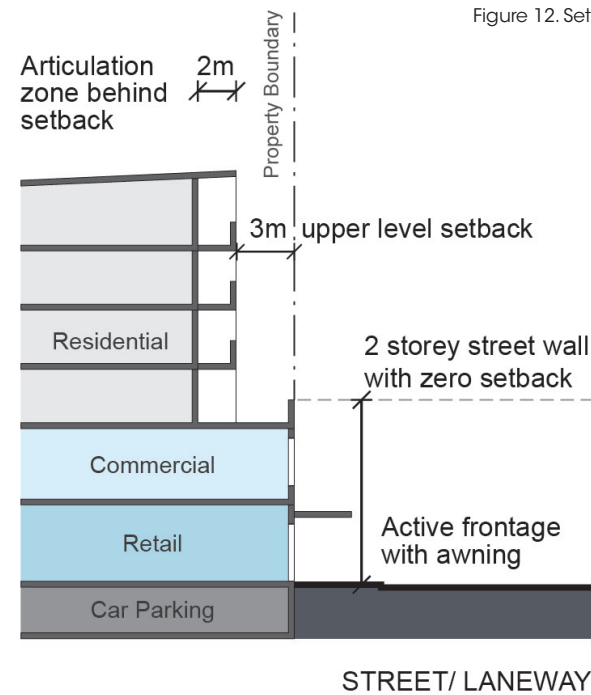 Figure 12. Set
Articulation
zone behind
setback
2m
Property Boundary
3m upper level setback
Residential
2 storey street wall
with zero setback
Commercial
Retail
Active frontage
with awning
Car Parking
STREET/ LANEWAY